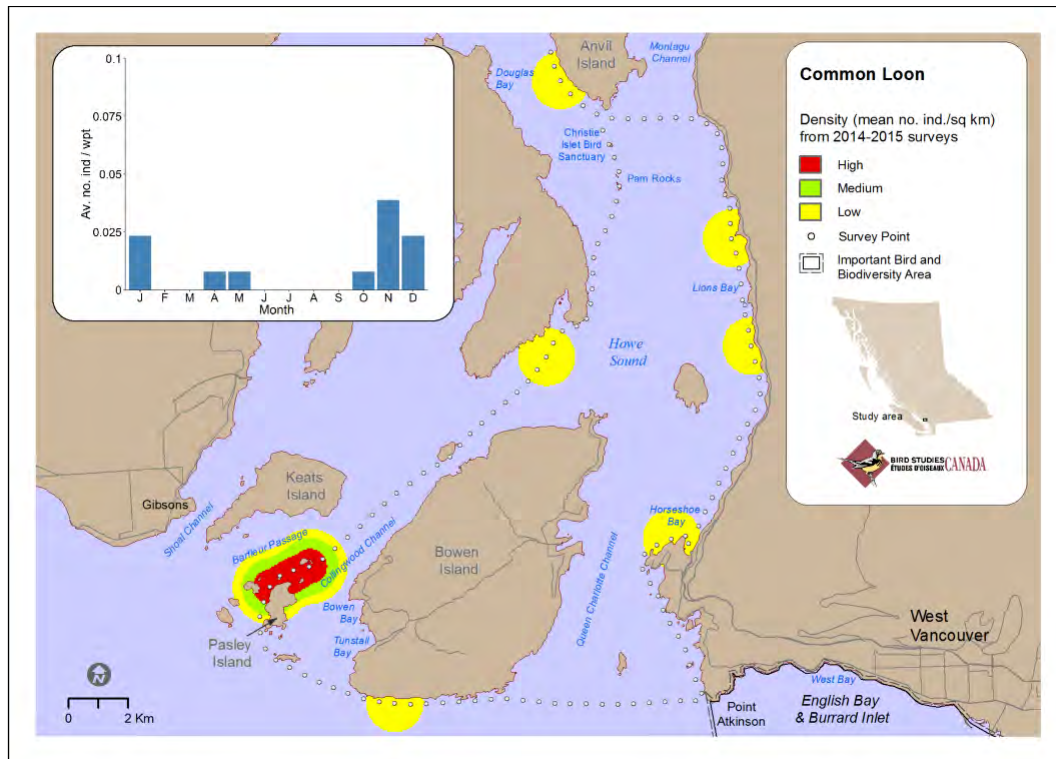 0.1
0.075
0.05
0.025
0
Av. no. ind / wpt
J F M A M J J A S O N D
Month
Anvil
Island
Montagu
Channel
Douglas
Bay
Christie
Islet Bird
Sanctuary
Pam Rocks
Lions Bay
Howe
Sound
Keats
Island
Gibsons
Shoal Channel
Barfleur Passage
Collingwood Channel
Bowen
Island
Horseshoe
Bay
Queen Charlotte Channel
Bowen
Bay
Tunstall
Bay
Pasley
Island
West
Vancouver
West Bay
Point
Atkinson
English Bay
& Burrard Inlet
N
0 2 Km
Common Loon
Density (mean no. ind./sq km)
from 2014-2015 surveys
High
Medium
Low
Survey Point
Important Bird and
Biodiversity Area
Study area
BIRD STUDIES
ÉTUDES D'OISEAUX CANADA